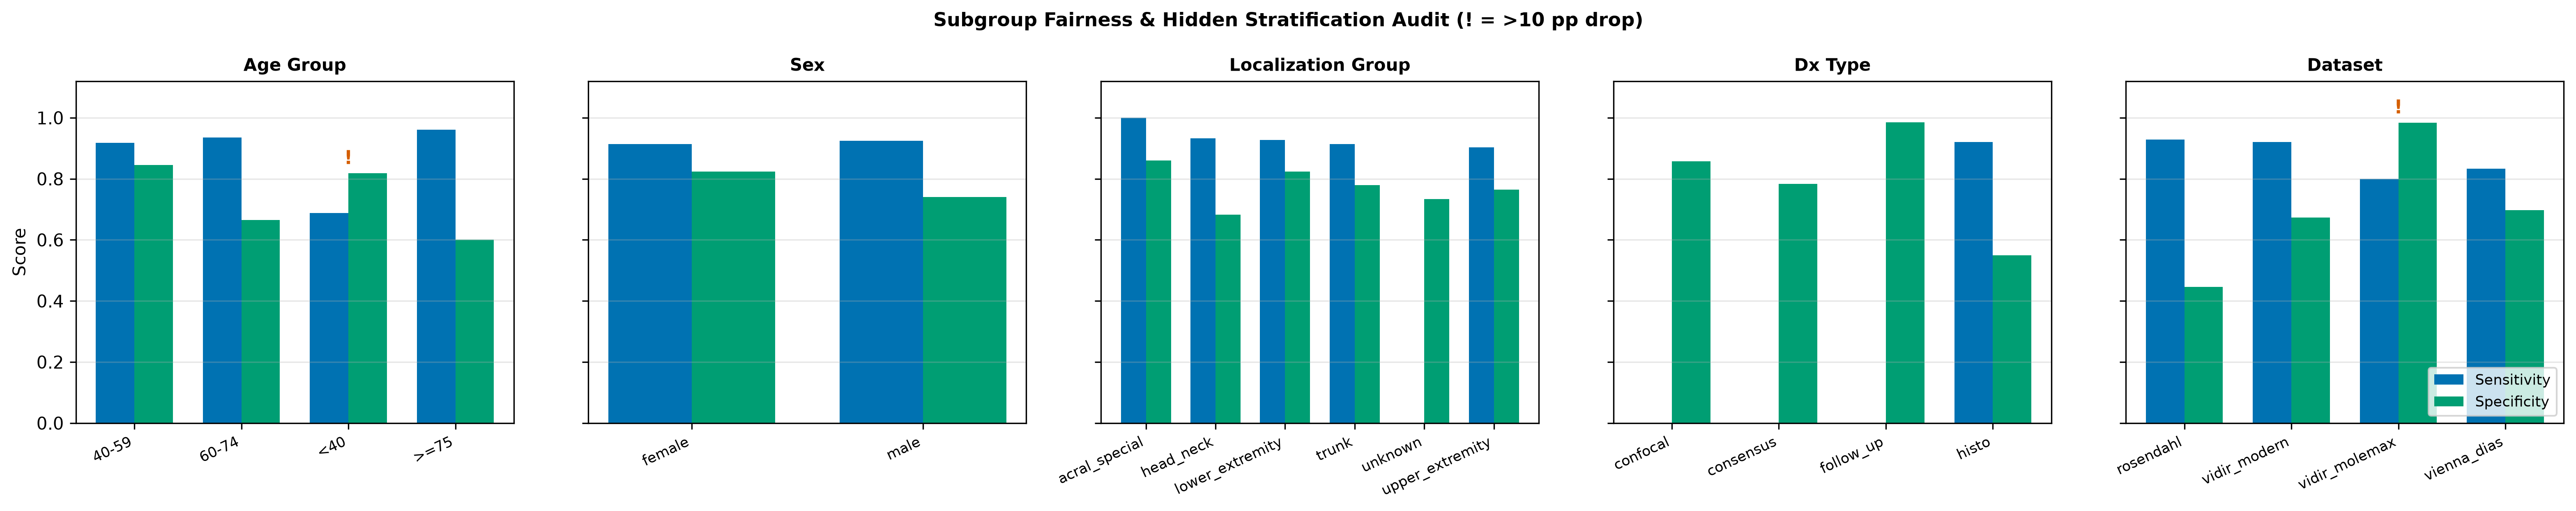 Subgroup Fairness & Hidden Stratification Audit (! = >10 pp drop)
Age Group
Score
1.0
0.8
0.6
0.4
0.2
0.0
!
40-59
60-74
<40
>=75
Sex
female
male
Localization Group
acral_special
head_neck
lower_extremity
trunk
unknown
upper_extremity
Dx Type
confocal
consensus
follow_up
histo
Dataset
!
Sensitivity
Specificity
rosendahl
vidir_modern
vidir_molemax
vienna_dias